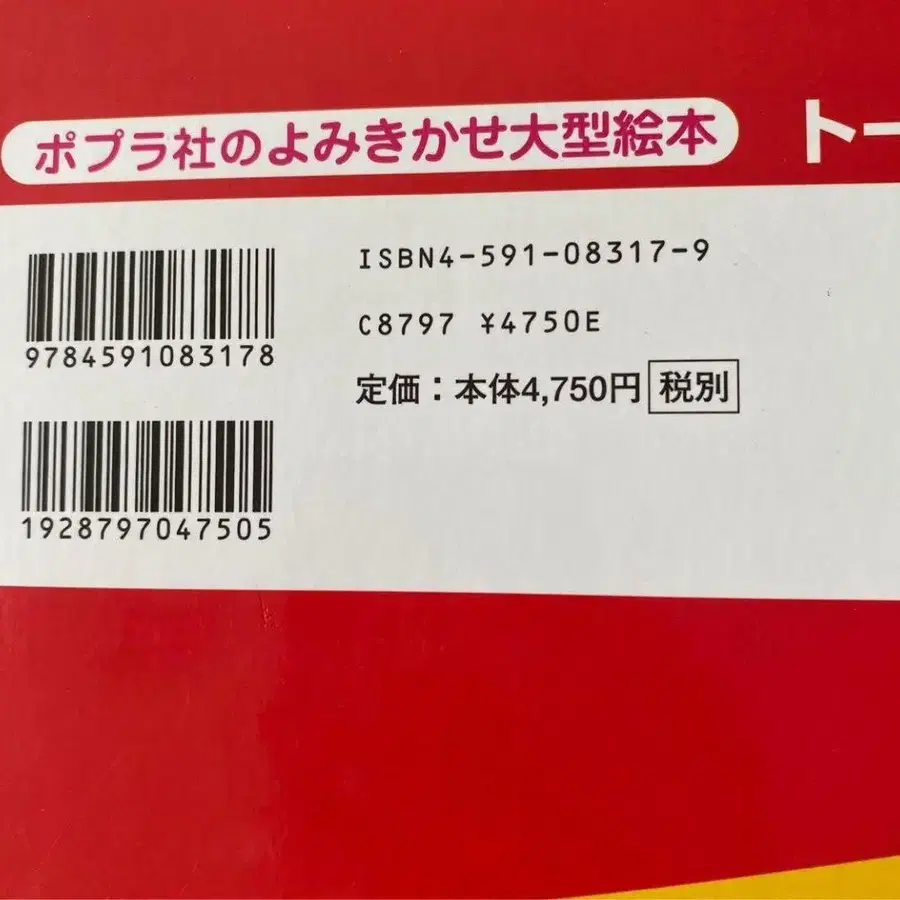 ポプラ社のよみきかせ大型絵本
トー
ISBN4-591-08317-9
C8797 ¥4750E
定価：本体4,750円 税別
9784591083178
1928797047505